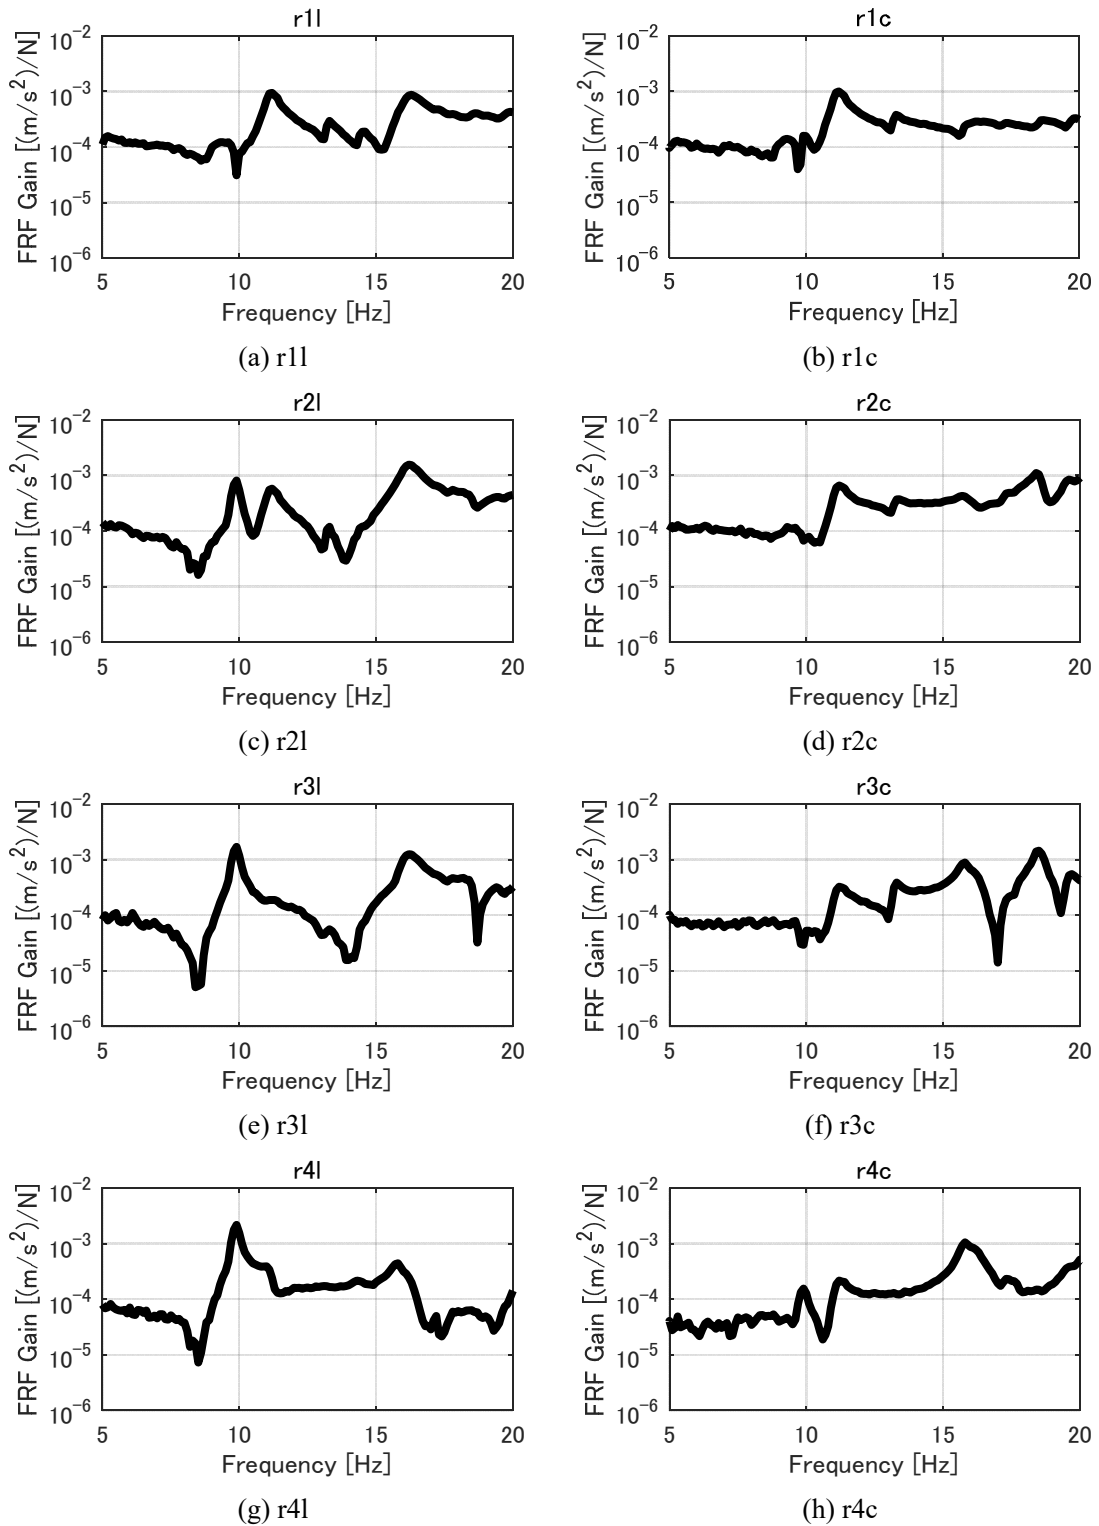 r1l
FRF Gain [(m/s²)/N]
10⁻²
10⁻³
10⁻⁴
10⁻⁵
10⁻⁶
5 10 15 20
Frequency [Hz]
(a) r1l
r1c
FRF Gain [(m/s²)/N]
10⁻²
10⁻³
10⁻⁴
10⁻⁵
10⁻⁶
5 10 15 20
Frequency [Hz]
(b) r1c
r2l
FRF Gain [(m/s²)/N]
10⁻²
10⁻³
10⁻⁴
10⁻⁵
10⁻⁶
5 10 15 20
Frequency [Hz]
(c) r2l
r2c
FRF Gain [(m/s²)/N]
10⁻²
10⁻³
10⁻⁴
10⁻⁵
10⁻⁶
5 10 15 20
Frequency [Hz]
(d) r2c
r3l
FRF Gain [(m/s²)/N]
10⁻²
10⁻³
10⁻⁴
10⁻⁵
10⁻⁶
5 10 15 20
Frequency [Hz]
(e) r3l
r3c
FRF Gain [(m/s²)/N]
10⁻²
10⁻³
10⁻⁴
10⁻⁵
10⁻⁶
5 10 15 20
Frequency [Hz]
(f) r3c
r4l
FRF Gain [(m/s²)/N]
10⁻²
10⁻³
10⁻⁴
10⁻⁵
10⁻⁶
5 10 15 20
Frequency [Hz]
(g) r4l
r4c
FRF Gain [(m/s²)/N]
10⁻²
10⁻³
10⁻⁴
10⁻⁵
10⁻⁶
5 10 15 20
Frequency [Hz]
(h) r4c